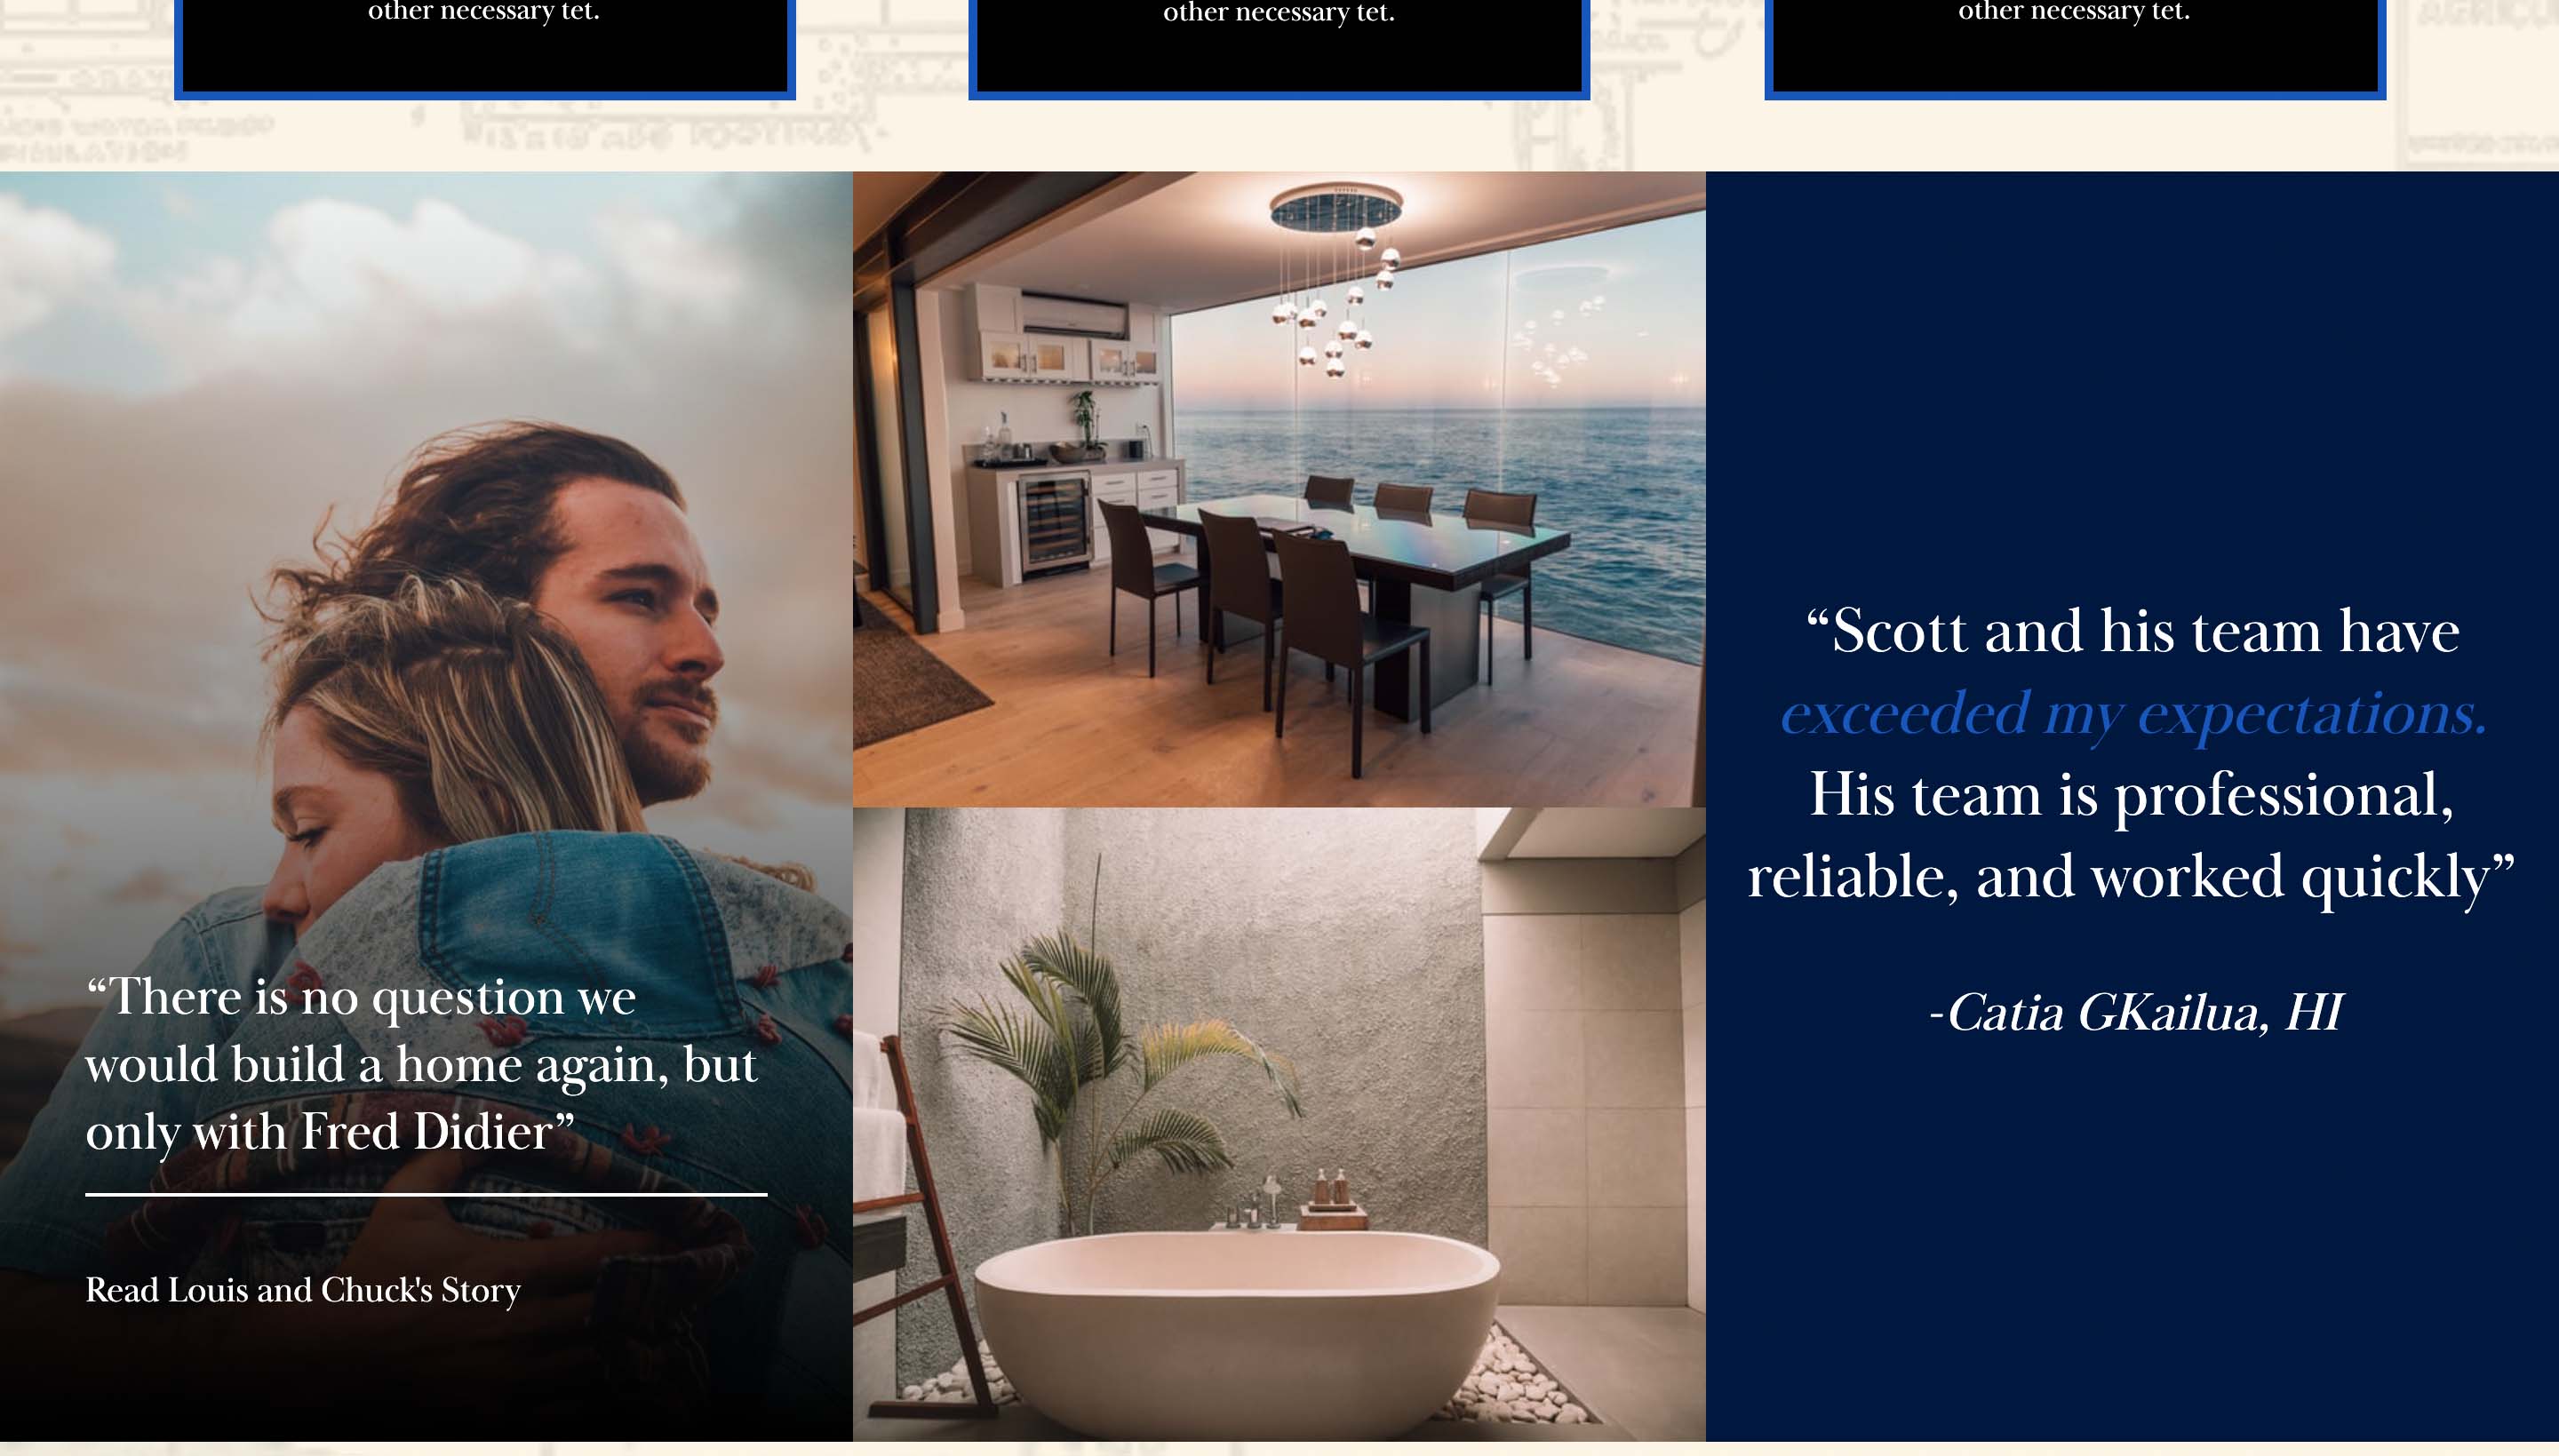 other necessary tet.
other necessary tet.
other necessary tet.
“There is no question we
would build a home again, but
only with Fred Didier”
Read Louis and Chuck's Story
“Scott and his team have
exceeded my expectations.
His team is professional,
reliable, and worked quickly”
-Catia GKailua, HI